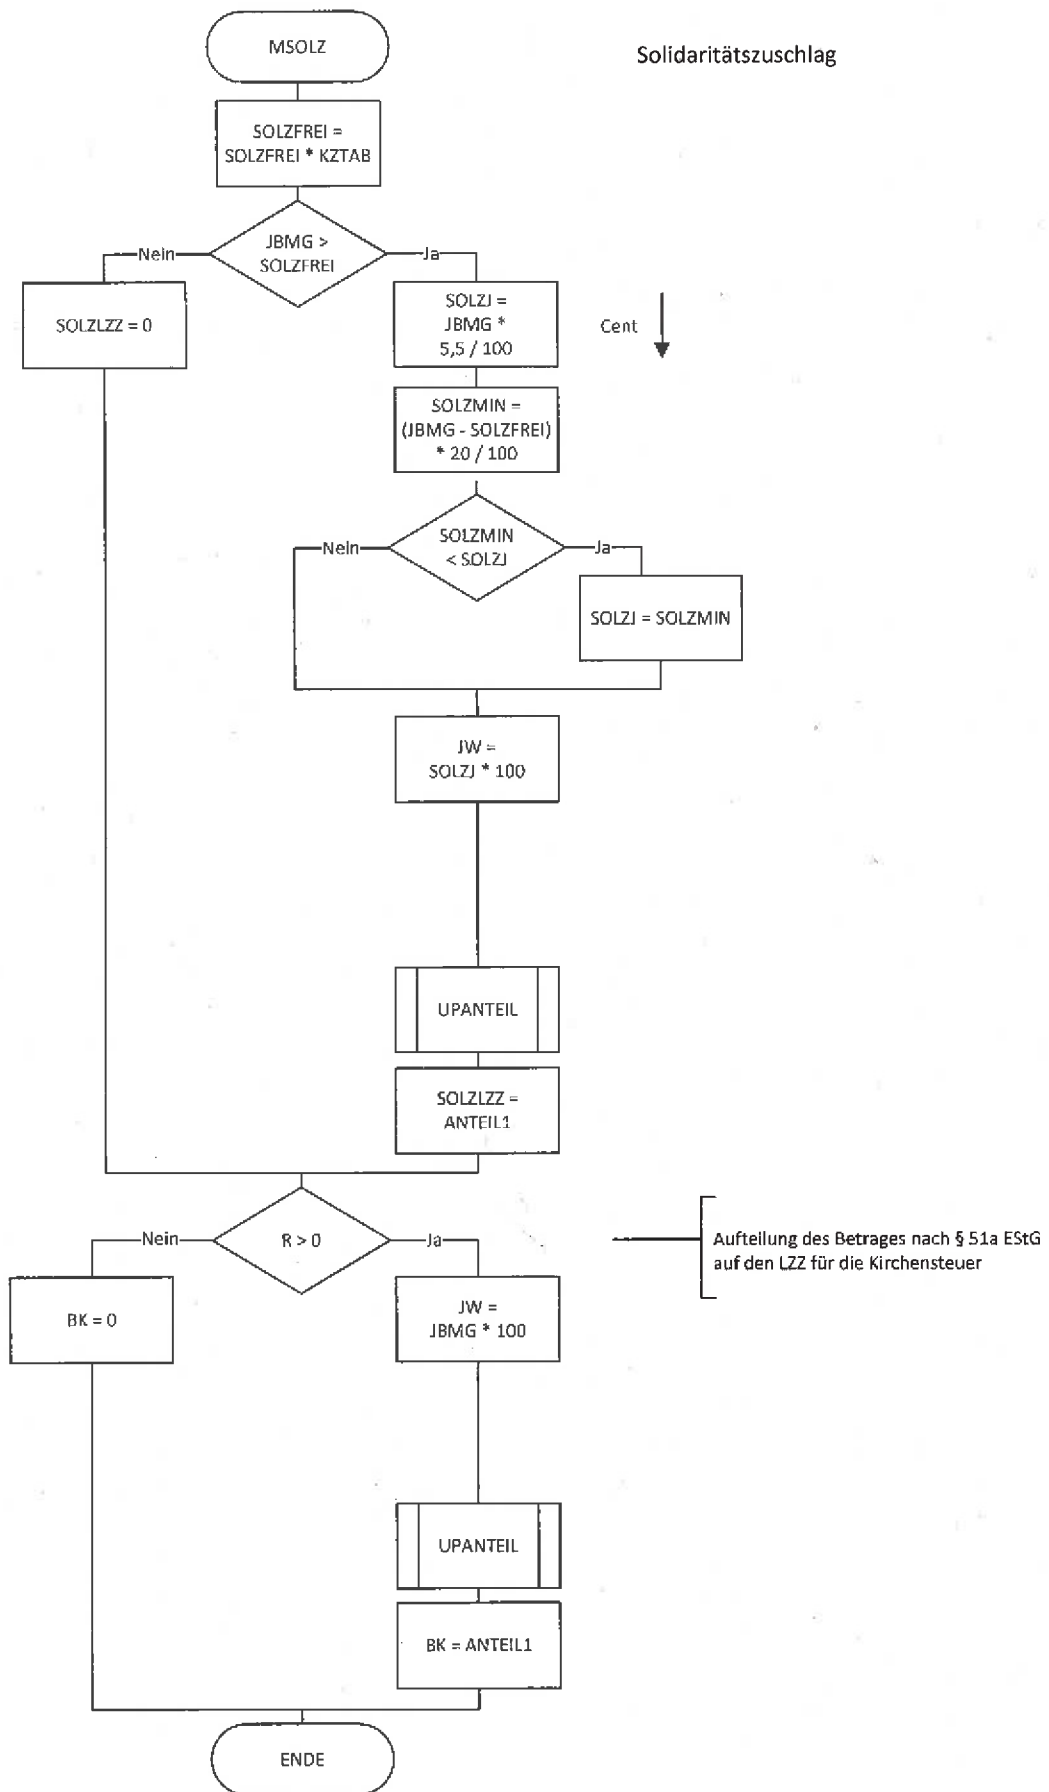 MSOLZ
Solidaritätszuschlag
SOLZFREI =
SOLZFREI * KZTAB
JBMG >
SOLZFREI
Nein
Ja
SOLZLZZ = 0
SOLZJ =
JBMG *
5,5 / 100
Cent
SOLZMIN =
(JBMG - SOLZFREI)
* 20 / 100
SOLZMIN
< SOLZJ
Nein
Ja
SOLZJ = SOLZMIN
JW =
SOLZJ * 100
UPANTEIL
SOLZLZZ =
ANTEIL1
R > 0
Nein
Ja
Aufteilung des Betrages nach § 51a EStG
auf den LZZ für die Kirchensteuer
BK = 0
JW =
JBMG * 100
UPANTEIL
BK = ANTEIL1
ENDE